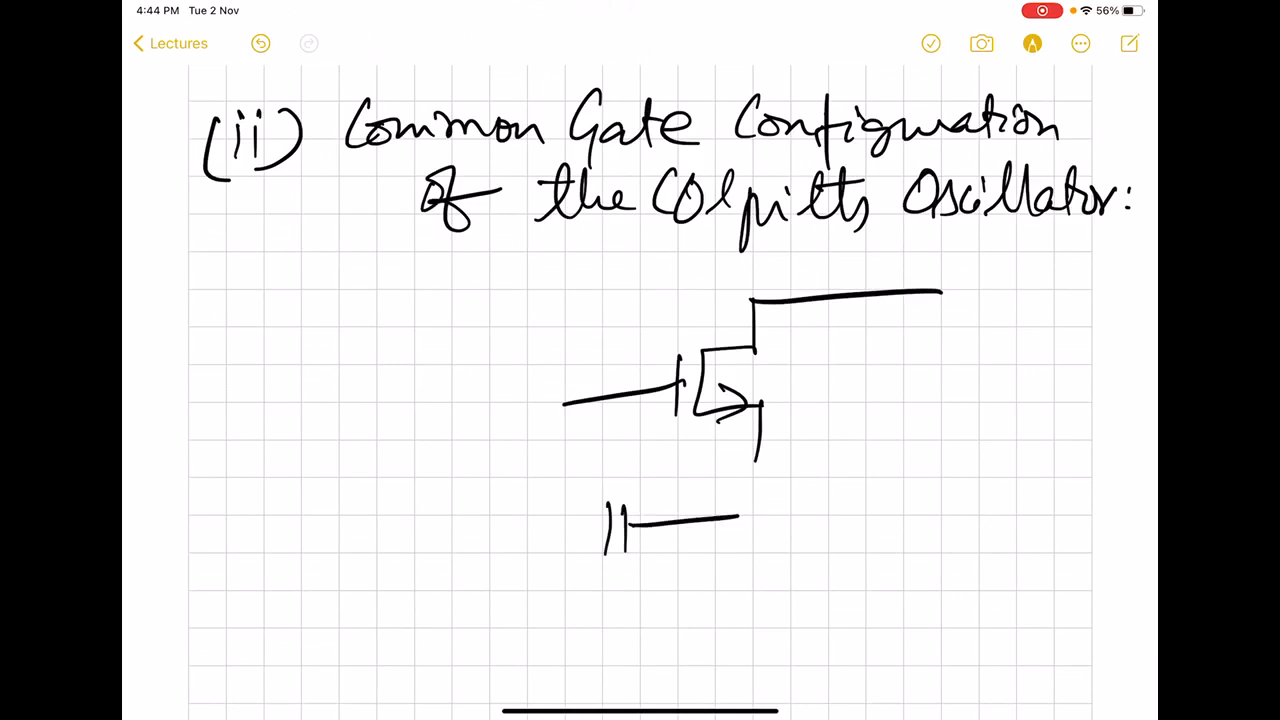 4:44 PM Tue 2 Nov
56%
Lectures
(ii) Common Gate Configuration
of the Colpitts Oscillator: